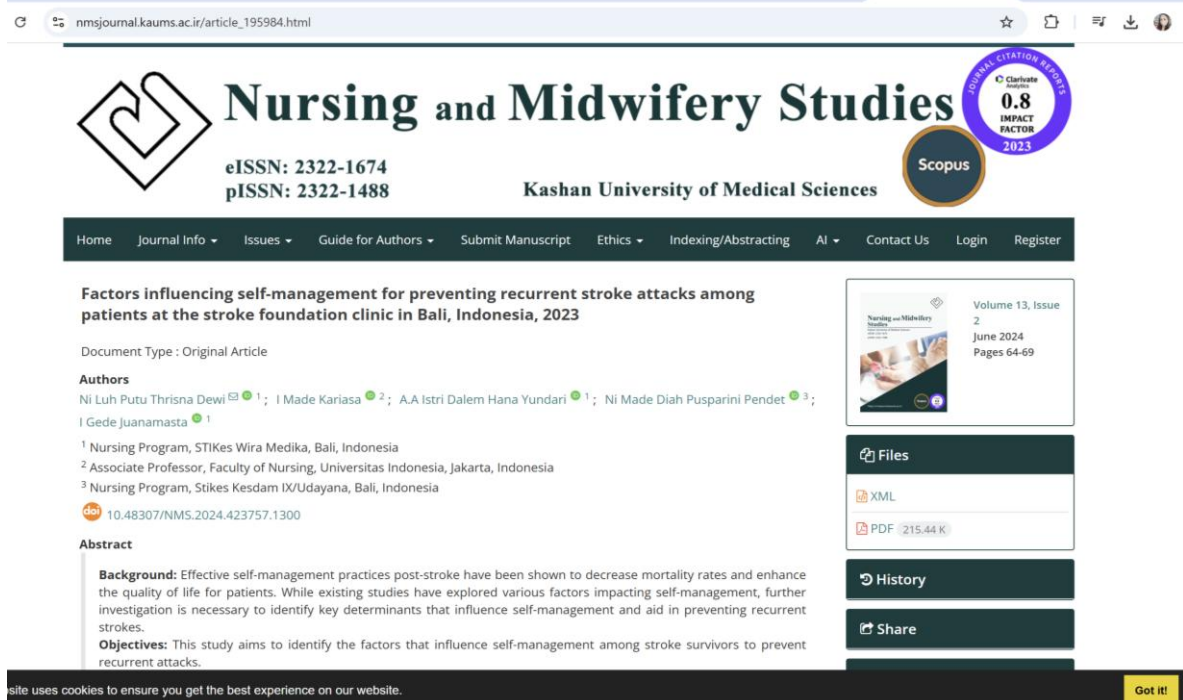 nmsjournal.kaums.ac.ir/article_195984.html
Nursing and Midwifery Studies
JOURNAL CITATION REPORTS
Clarivate
Analytics
0.8
IMPACT
FACTOR
2023
Scopus
eISSN: 2322-1674
pISSN: 2322-1488
Kashan University of Medical Sciences
Home Journal Info Issues Guide for Authors Submit Manuscript Ethics Indexing/Abstracting AI Contact Us Login Register
Factors influencing self-management for preventing recurrent stroke attacks among
patients at the stroke foundation clinic in Bali, Indonesia, 2023
Document Type : Original Article
Authors
Ni Luh Putu Thrisna Dewi 1 ; I Made Kariasa 2 ; A.A Istri Dalem Hana Yundari 1 ; Ni Made Diah Pusparini Pendet 3 ;
I Gede Juanamasta 1
1 Nursing Program, STIKes Wira Medika, Bali, Indonesia
2 Associate Professor, Faculty of Nursing, Universitas Indonesia, Jakarta, Indonesia
3 Nursing Program, Stikes Kesdam IX/Udayana, Bali, Indonesia
doi 10.48307/NMS.2024.423757.1300
Abstract
Background: Effective self-management practices post-stroke have been shown to decrease mortality rates and enhance
the quality of life for patients. While existing studies have explored various factors impacting self-management, further
investigation is necessary to identify key determinants that influence self-management and aid in preventing recurrent
strokes.
Objectives: This study aims to identify the factors that influence self-management among stroke survivors to prevent
recurrent attacks.
Nursing and Midwifery
Studies
Volume 13, Issue
2
June 2024
Pages 64-69
Files
XML
PDF 215.44 K
History
Share
site uses cookies to ensure you get the best experience on our website.
Got it!